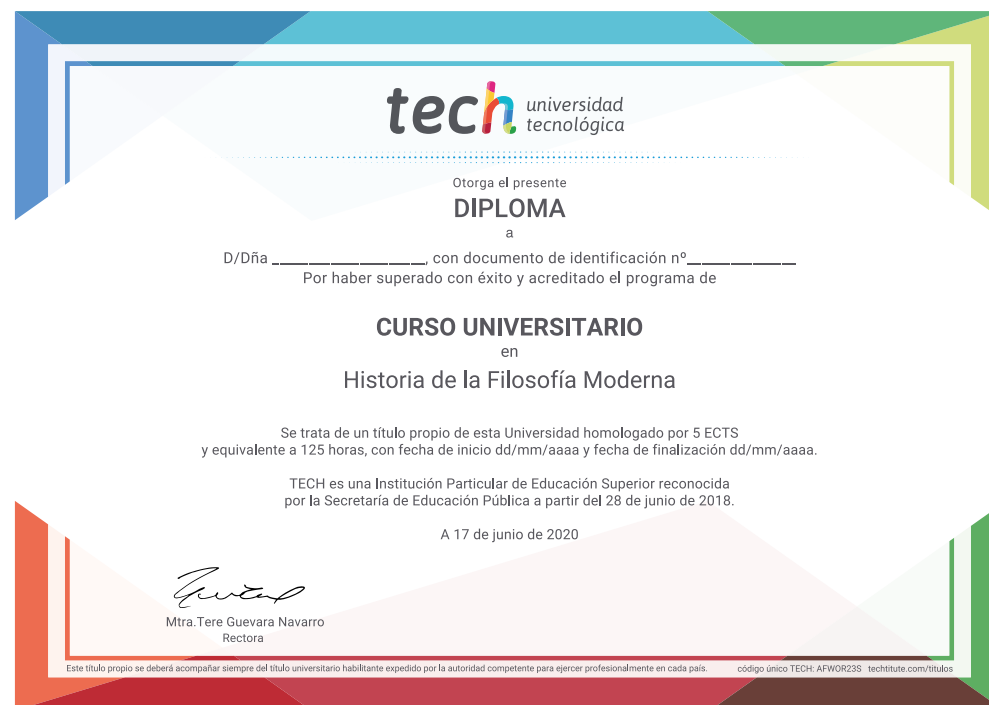 tech universidad
tecnológica
Otorga el presente
DIPLOMA
a
D/Dña ____________________, con documento de identificación nº______________
Por haber superado con éxito y acreditado el programa de
CURSO UNIVERSITARIO
en
Historia de la Filosofía Moderna
Se trata de un título propio de esta Universidad homologado por 5 ECTS
y equivalente a 125 horas, con fecha de inicio dd/mm/aaaa y fecha de finalización dd/mm/aaaa.
TECH es una Institución Particular de Educación Superior reconocida
por la Secretaría de Educación Pública a partir del 28 de junio de 2018.
A 17 de junio de 2020
Mtra.Tere Guevara Navarro
Rectora
Este título propio se deberá acompañar siempre del título universitario habilitante expedido por la autoridad competente para ejercer profesionalmente en cada país. código único TECH: AFWOR23S techtitute.com/titulos